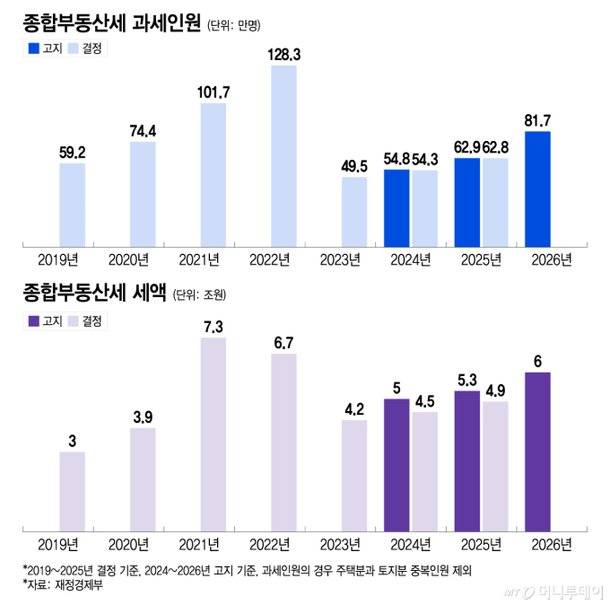 종합부동산세 과세인원 (단위: 만명)
고지 결정
59.2 74.4 101.7 128.3 49.5 54.8 54.3 62.9 62.8 81.7
2019년 2020년 2021년 2022년 2023년 2024년 2025년 2026년
종합부동산세 세액 (단위: 조원)
고지 결정
3 3.9 7.3 6.7 4.2 5 4.5 5.3 4.9 6
2019년 2020년 2021년 2022년 2023년 2024년 2025년 2026년
*2019~2025년 결정 기준, 2024~2026년 고지 기준, 과세인원의 경우 주택분과 토지분 중복인원 제외
*자료: 재정경제부
머니투데이